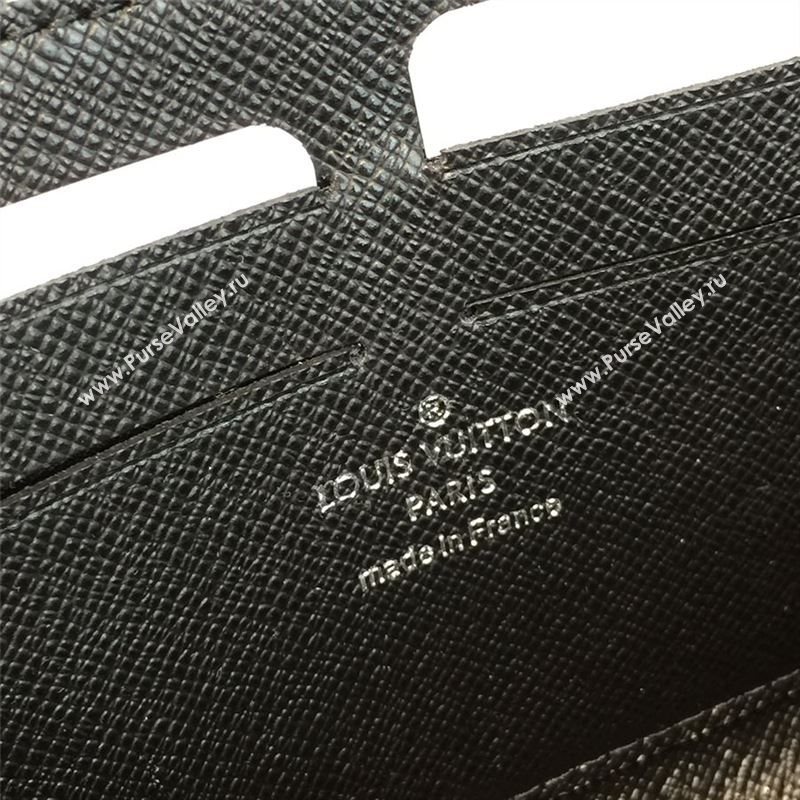 www.PurseValley.ru
www.PurseValley.ru
®
LOUIS VUITTON
PARIS
made in France